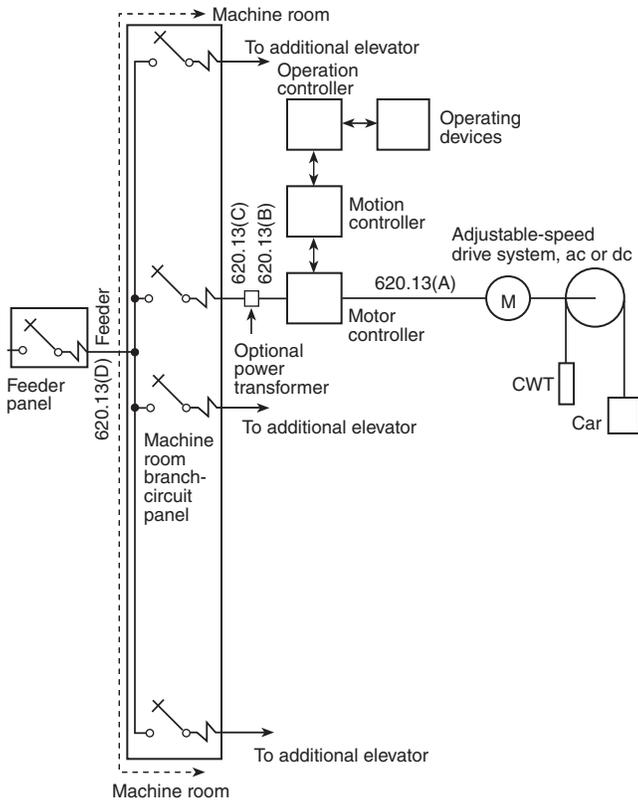 Machine room
To additional elevator
Operation
controller
Operating
devices
Motion
controller
620.13(C)
620.13(B)
Adjustable-speed
drive system, ac or dc
620.13(A)
M
Motor
controller
Feeder
620.13(D)
Feeder
panel
Optional
power
transformer
CWT
Car
To additional elevator
Machine
room
branch-
circuit
panel
To additional elevator
Machine room